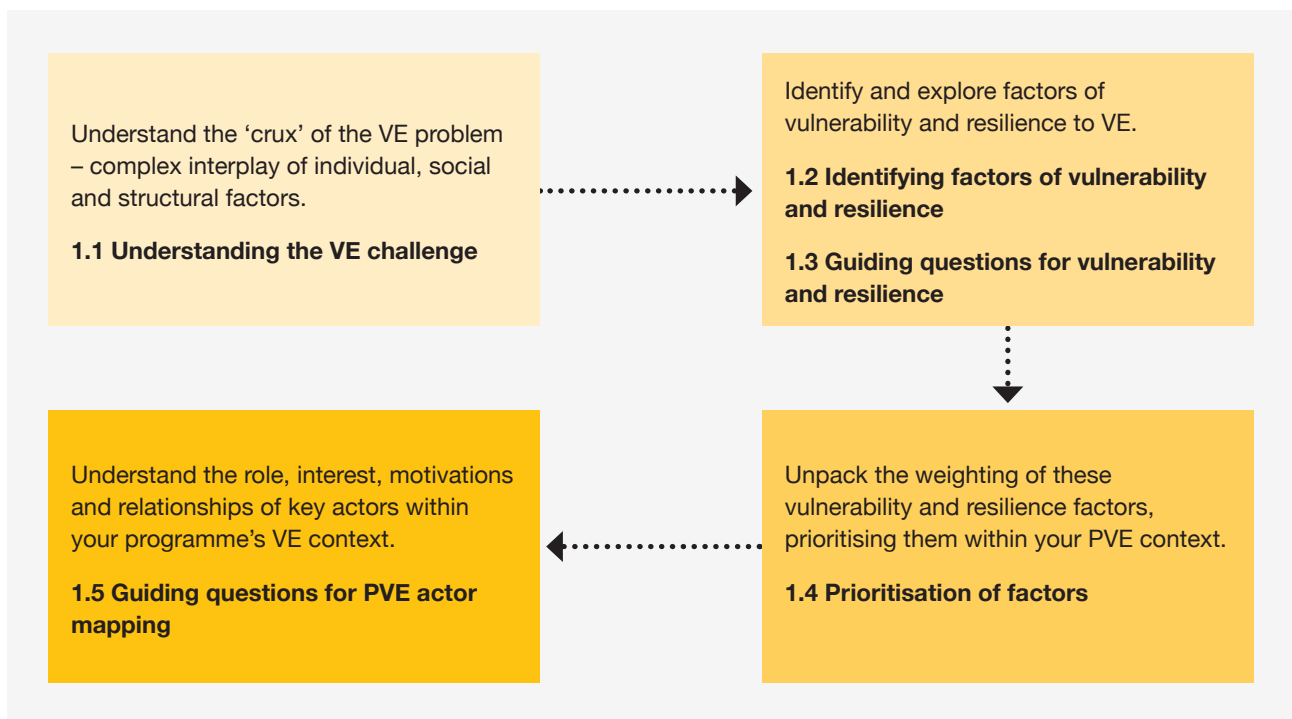 Understand the ‘crux’ of the VE problem
– complex interplay of individual, social
and structural factors.
1.1 Understanding the VE challenge
Identify and explore factors of
vulnerability and resilience to VE.
1.2 Identifying factors of vulnerability
and resilience
1.3 Guiding questions for vulnerability
and resilience
Unpack the weighting of these
vulnerability and resilience factors,
prioritising them within your PVE context.
1.4 Prioritisation of factors
Understand the role, interest, motivations
and relationships of key actors within
your programme’s VE context.
1.5 Guiding questions for PVE actor
mapping